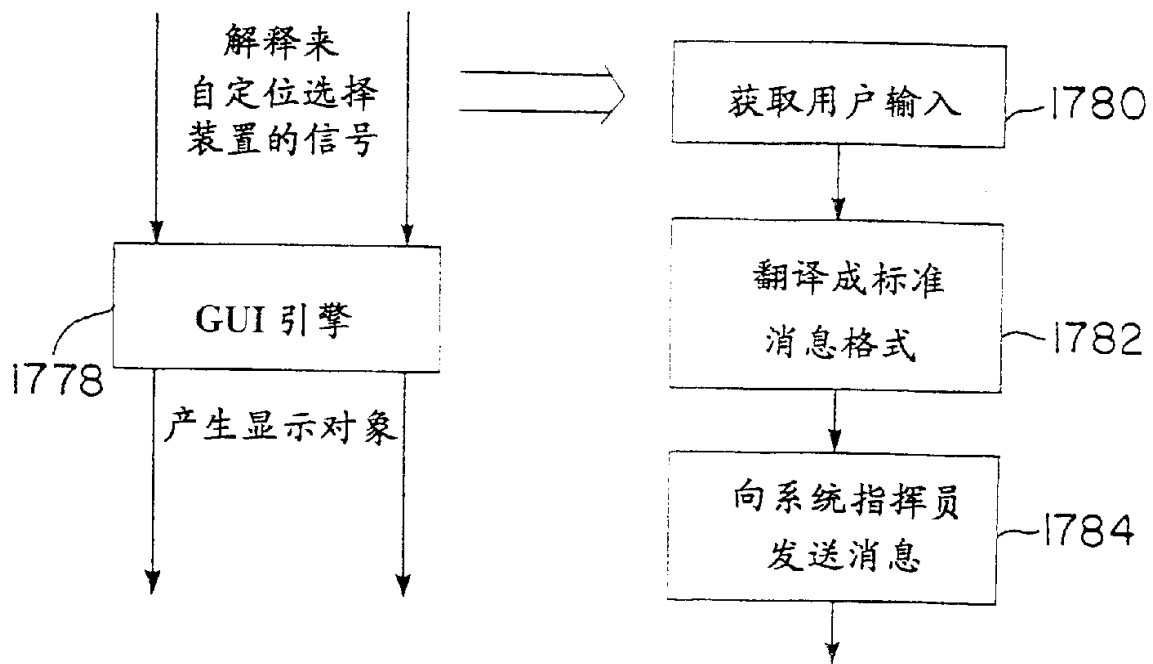 解释来
自定位选择
装置的信号
GUI 引擎
1778
产生显示对象
获取用户输入
1780
翻译成标准
消息格式
1782
向系统指挥员
发送消息
1784